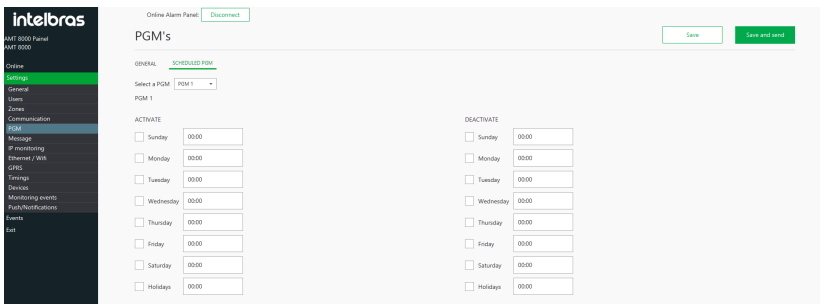 intelbras
AMT 8000 Painel
AMT 8000
Online
Settings
General
Users
Zones
Communication
PGM
Message
IP monitoring
Ethernet / Wifi
GPRS
Timings
Devices
Monitoring events
Push/Notifications
Events
Exit
Online Alarm Panel: Disconnect
PGM's
Save
Save and send
GENERAL SCHEDULED PGM
Select a PGM PGM 1
PGM 1
ACTIVATE
Sunday 00:00
Monday 00:00
Tuesday 00:00
Wednesday 00:00
Thursday 00:00
Friday 00:00
Saturday 00:00
Holidays 00:00
DEACTIVATE
Sunday 00:00
Monday 00:00
Tuesday 00:00
Wednesday 00:00
Thursday 00:00
Friday 00:00
Saturday 00:00
Holidays 00:00